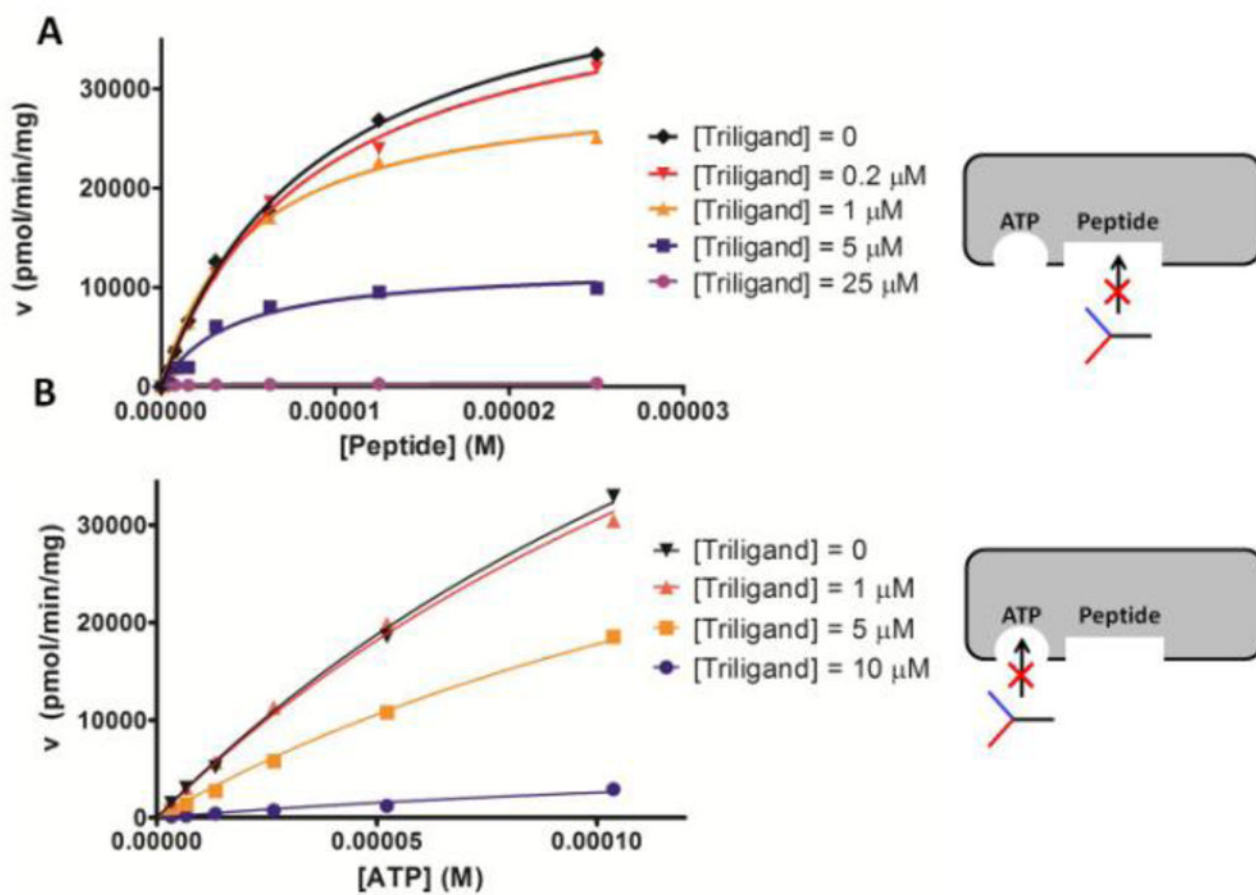 A
v (pmol/min/mg)
30000
20000
10000
0
0.00000
0.00001
0.00002
0.00003
[Peptide] (M)
[Triligand] = 0
[Triligand] = 0.2 μM
[Triligand] = 1 μM
[Triligand] = 5 μM
[Triligand] = 25 μM
ATP Peptide
B
v (pmol/min/mg)
30000
20000
10000
0
0.00000
0.00005
0.00010
[ATP] (M)
[Triligand] = 0
[Triligand] = 1 μM
[Triligand] = 5 μM
[Triligand] = 10 μM
ATP Peptide